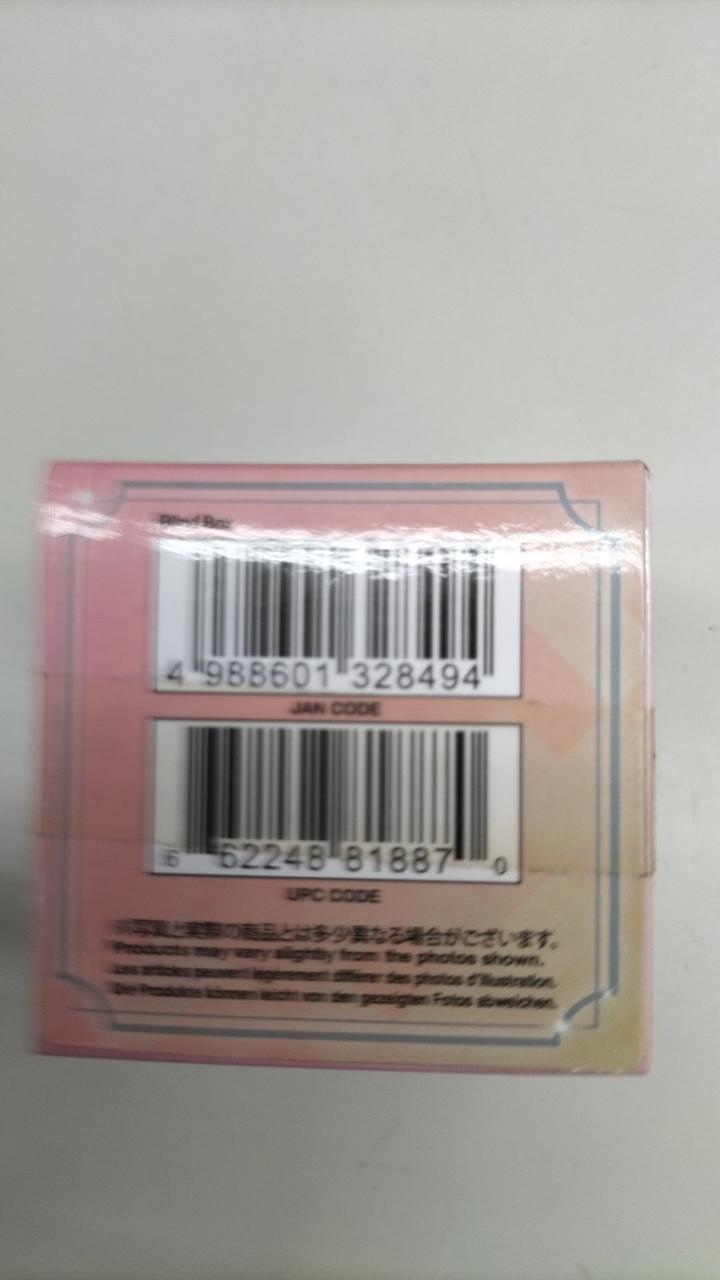 Blind Box
4 988601 328494
JAN CODE
6 62248 81887 0
UPC CODE
※写真と実際の商品とは多少異なる場合がございます。
Products may vary slightly from the photos shown.
Les articles peuvent légèrement différer des photos d'illustration.
Die Produkte können leicht von den gezeigten Fotos abweichen.